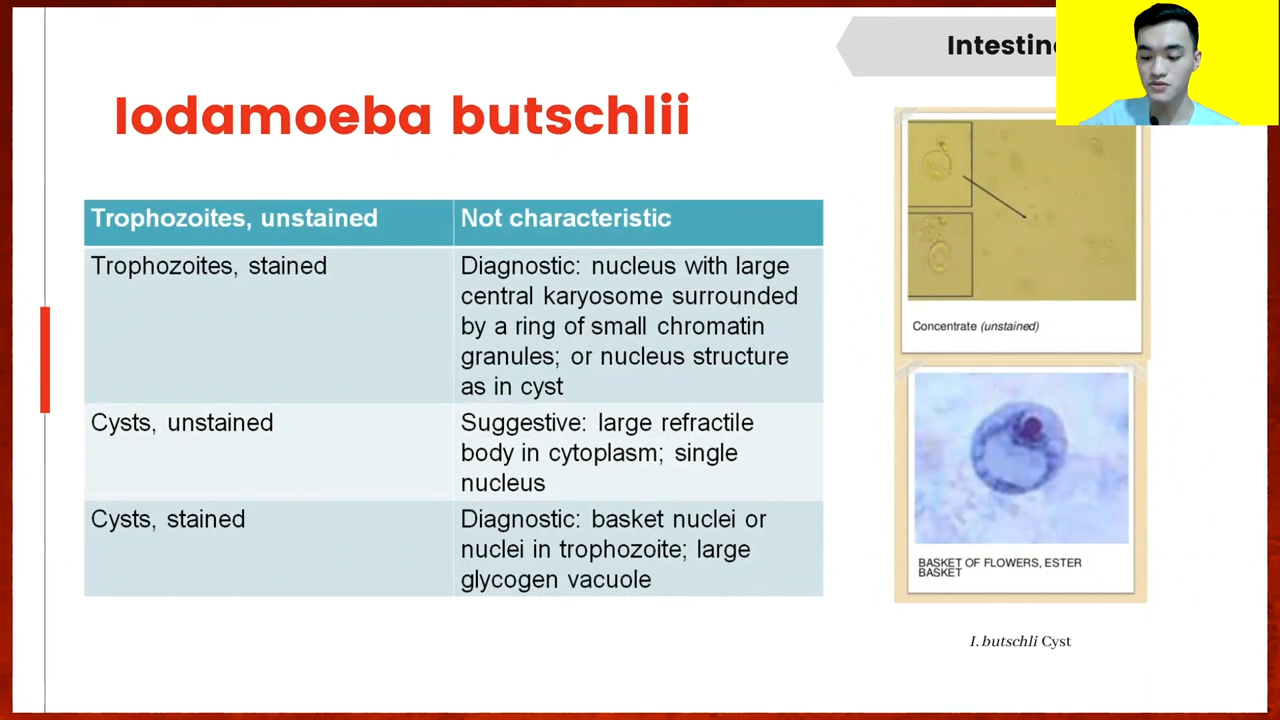 Intestin
Iodamoeba butschlii
Trophozoites, unstained
Not characteristic
Trophozoites, stained
Diagnostic: nucleus with large
central karyosome surrounded
by a ring of small chromatin
granules; or nucleus structure
as in cyst
Cysts, unstained
Suggestive: large refractile
body in cytoplasm; single
nucleus
Cysts, stained
Diagnostic: basket nuclei or
nuclei in trophozoite; large
glycogen vacuole
Concentrate (unstained)
BASKET OF FLOWERS, ESTER
BASKET
I. butschli Cyst